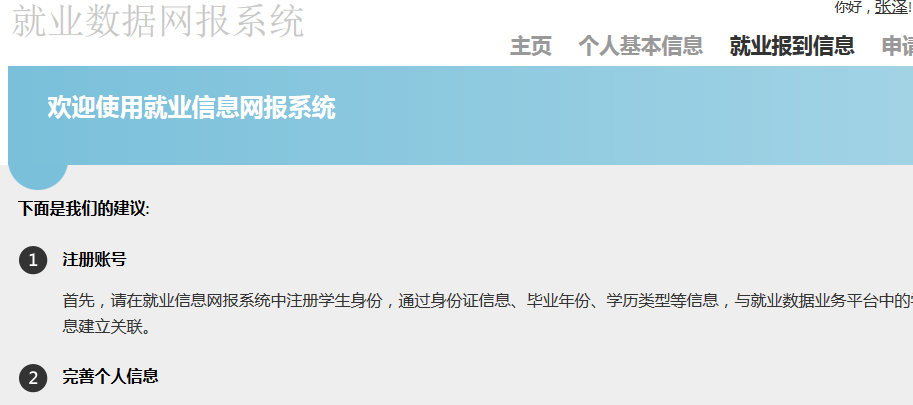 就业数据网报系统
你好，张泽!
主页 个人基本信息 就业报到信息 申请
欢迎使用就业信息网报系统
下面是我们的建议:
1 注册账号
首先，请在就业信息网报系统中注册学生身份，通过身份证信息、毕业年份、学历类型等信息，与就业数据业务平台中的
息建立关联。
2 完善个人信息